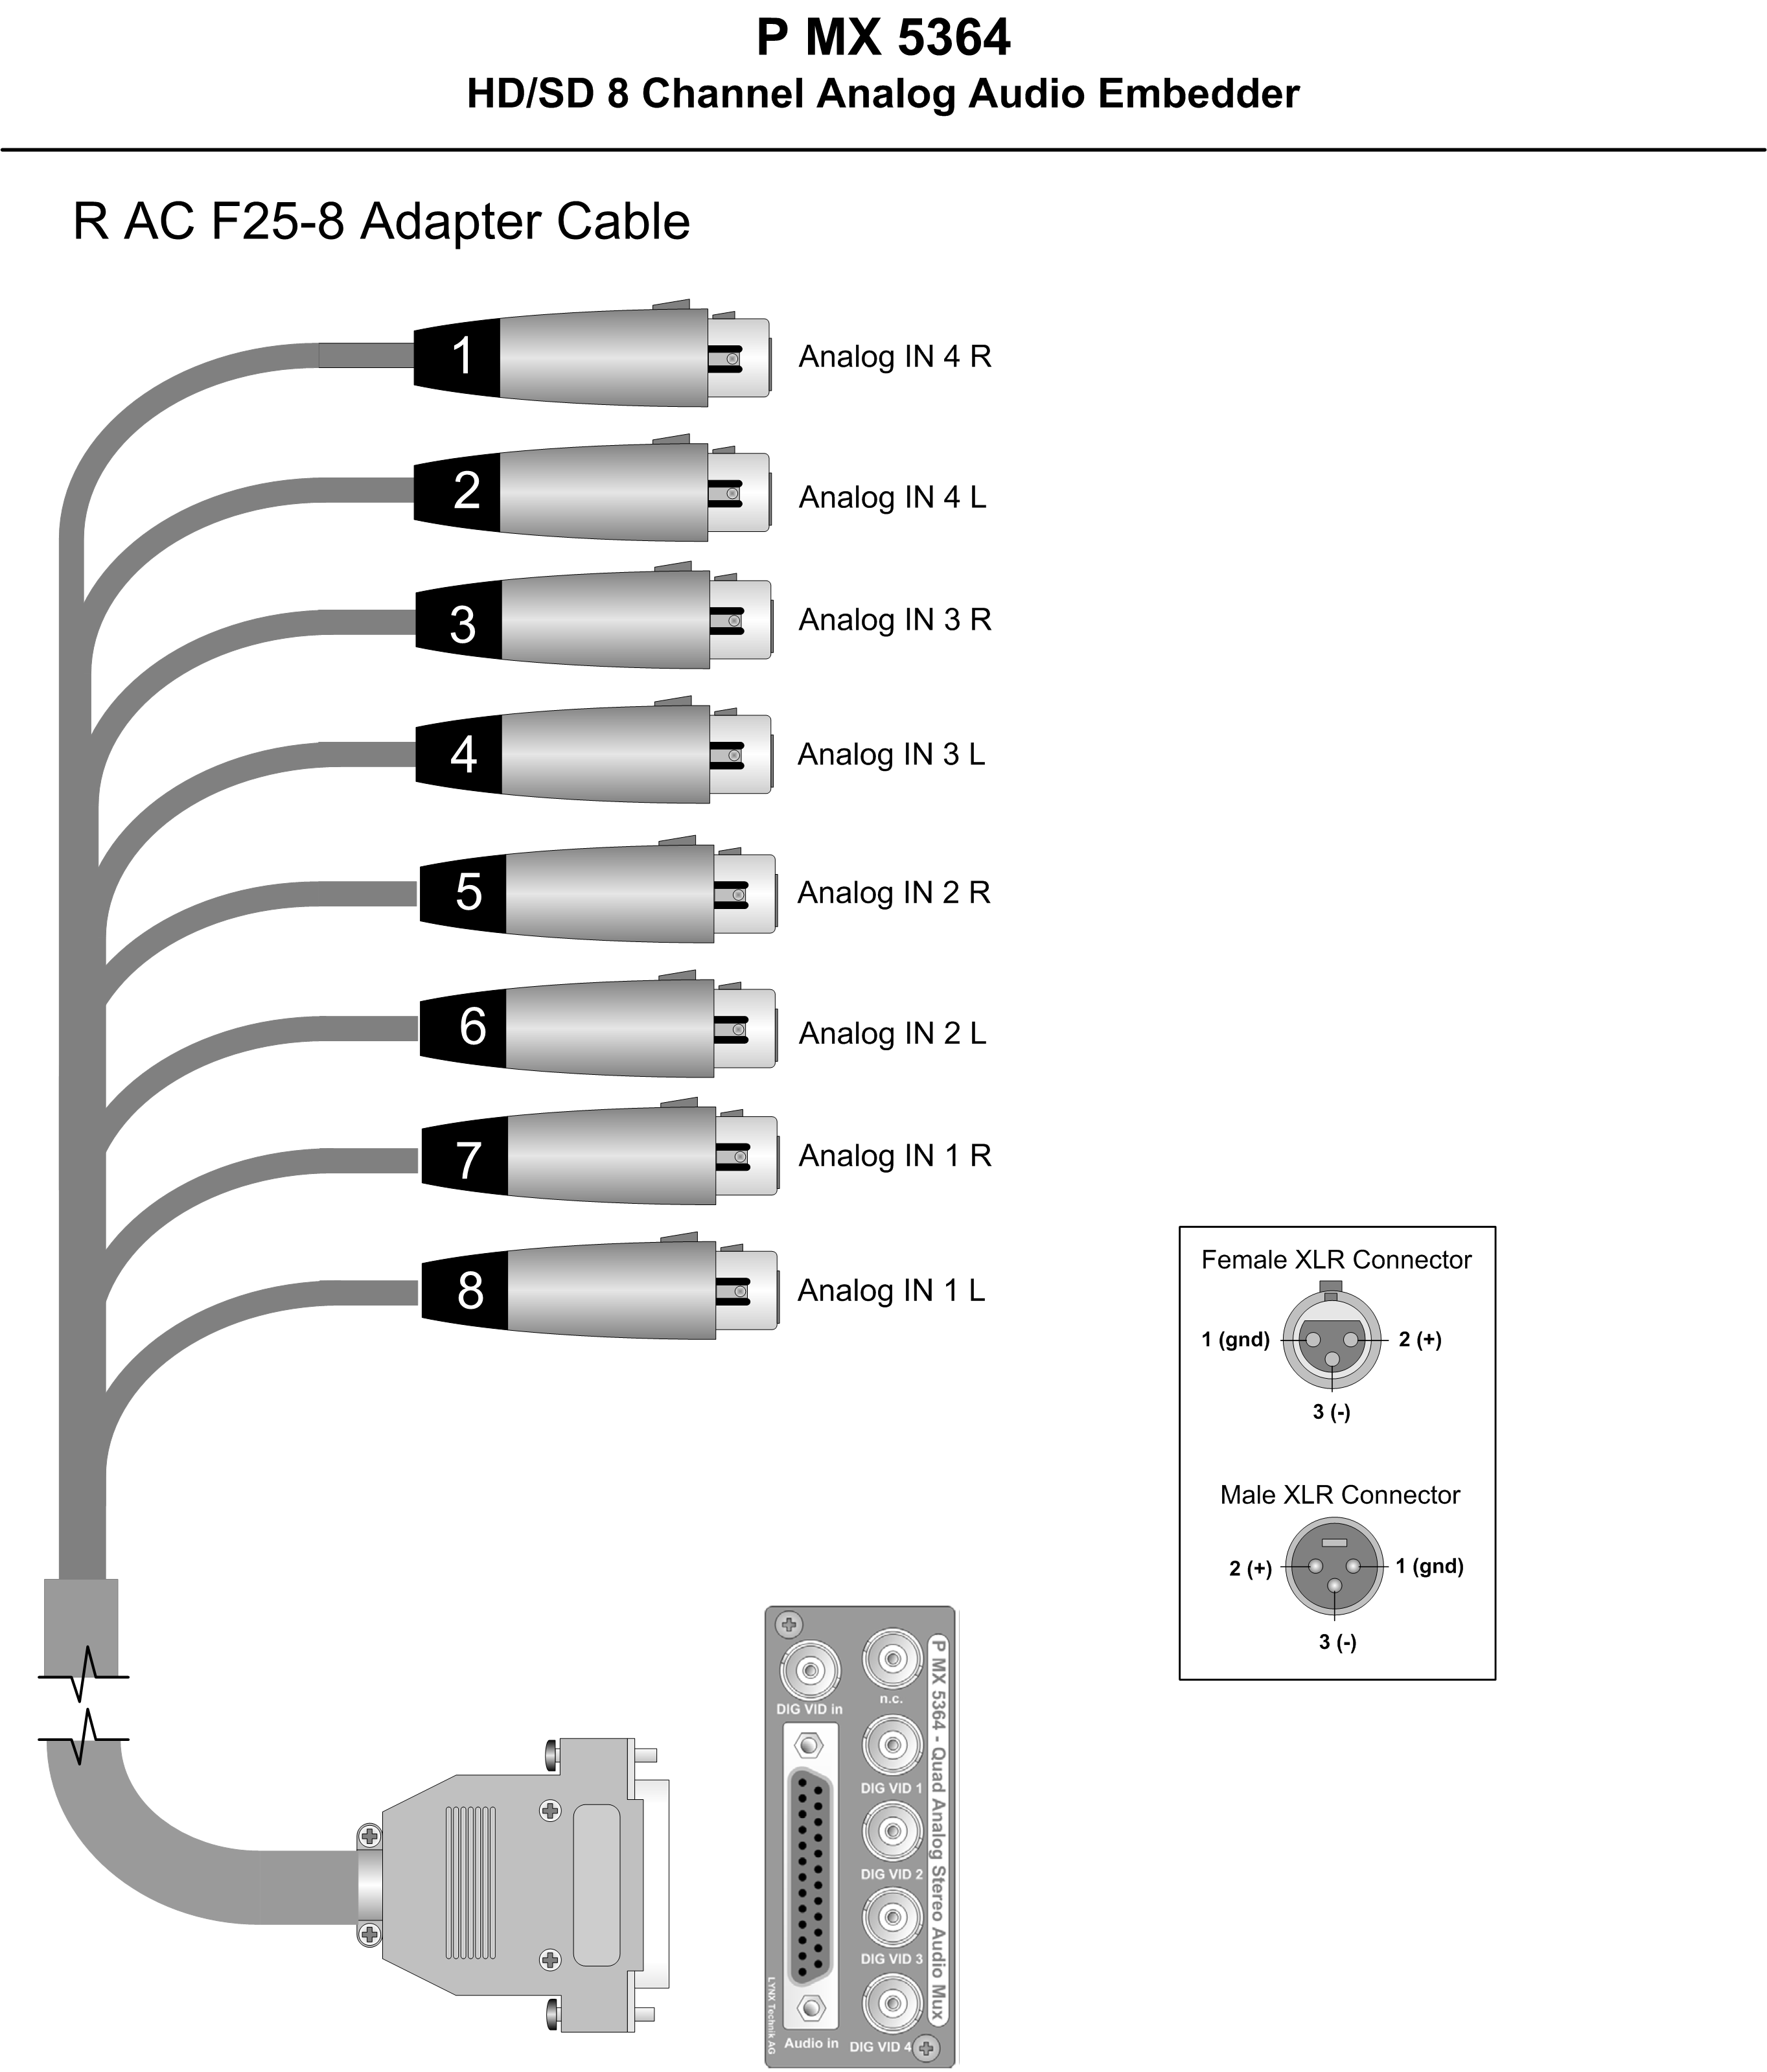 P MX 5364
HD/SD 8 Channel Analog Audio Embedder
R AC F25-8 Adapter Cable
1 Analog IN 4 R
2 Analog IN 4 L
3 Analog IN 3 R
4 Analog IN 3 L
5 Analog IN 2 R
6 Analog IN 2 L
7 Analog IN 1 R
8 Analog IN 1 L
Female XLR Connector
1 (gnd) 2 (+)
3 (-)
Male XLR Connector
2 (+) 1 (gnd)
3 (-)
DIG VID in
n.c.
DIG VID 1
DIG VID 2
DIG VID 3
DIG VID 4
Audio in
P MX 5364 - Quad Analog Stereo Audio Mux
LYNX Technik AG